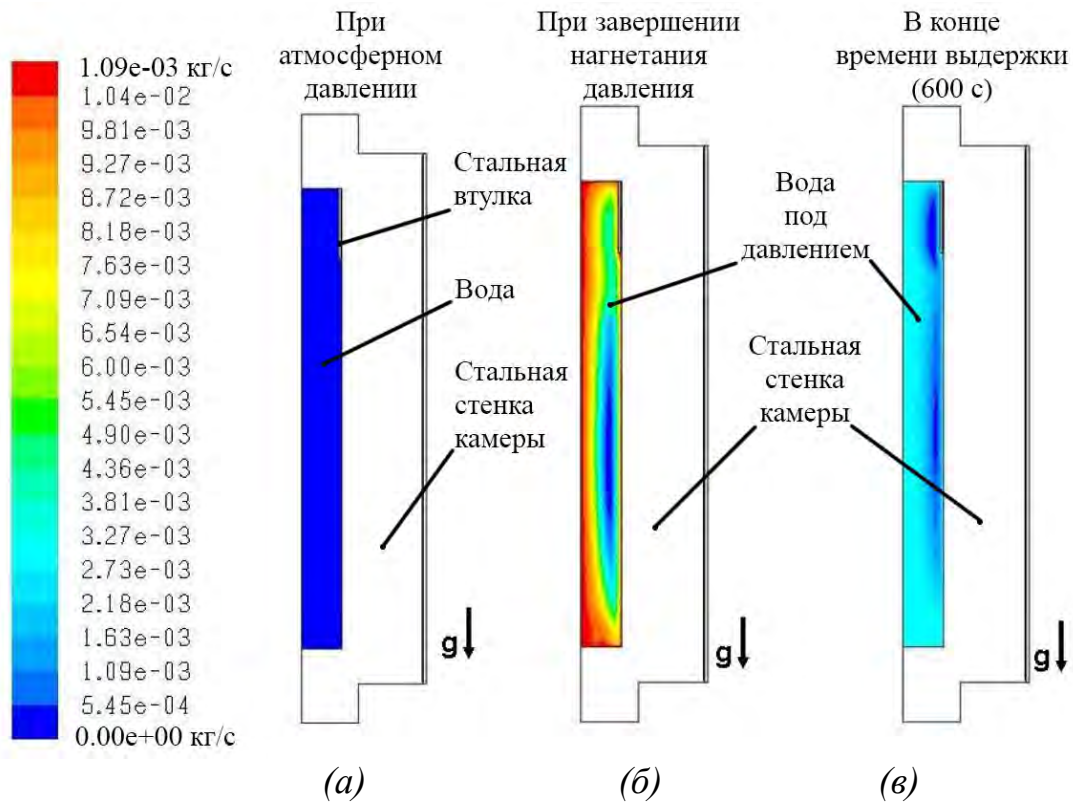 При
атмосферном
давлении
При завершении
нагнетания
давления
В конце
времени выдержки
(600 с)
1.09e-03 кг/с
1.04e-02
9.81e-03
9.27e-03
8.72e-03
8.18e-03
7.63e-03
7.09e-03
6.54e-03
6.00e-03
5.45e-03
4.90e-03
4.36e-03
3.81e-03
3.27e-03
2.73e-03
2.18e-03
1.63e-03
1.09e-03
5.45e-04
0.00e+00 кг/с
Стальная
втулка
Вода
Стальная
стенка
камеры
g
Вода
под
давлением
Стальная
стенка
камеры
g
g
(а)
(б)
(в)